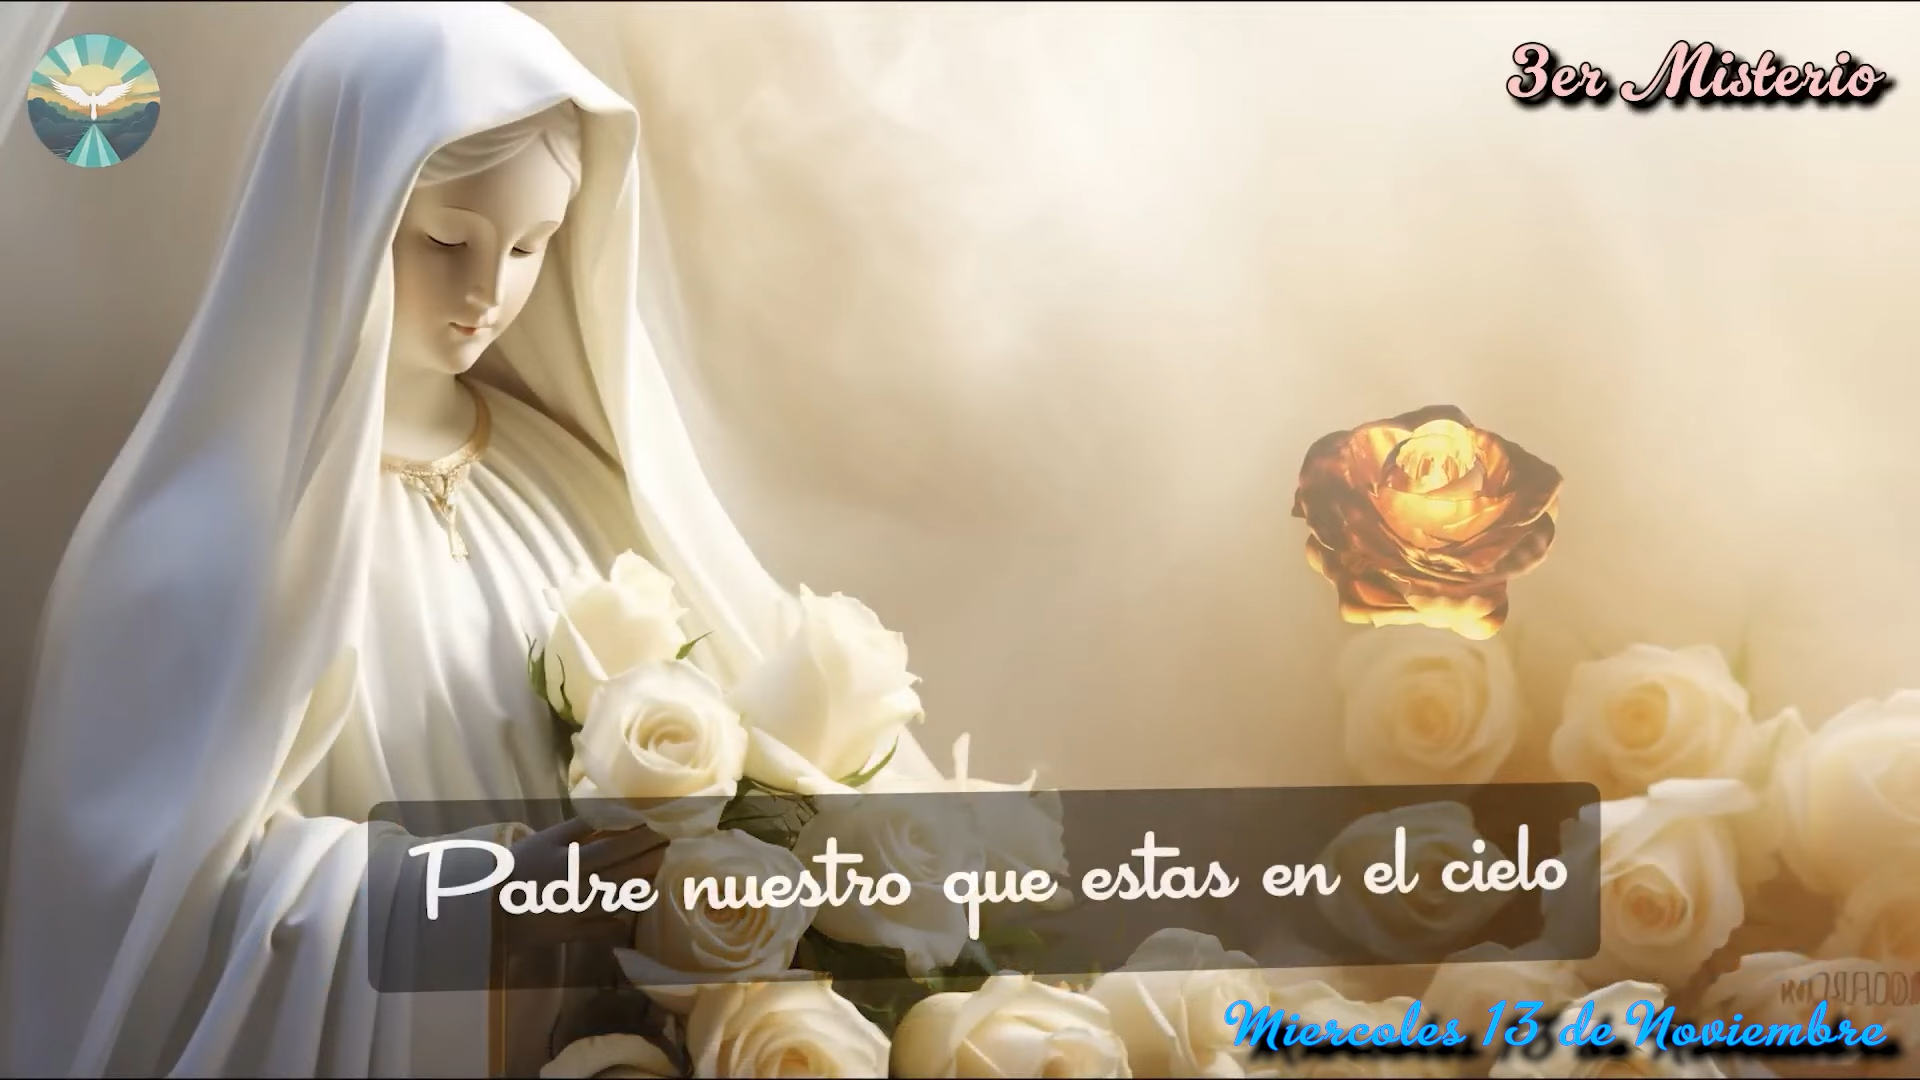 3er Misterio
Padre nuestro que estas en el cielo
Miercoles 13 de Noviembre